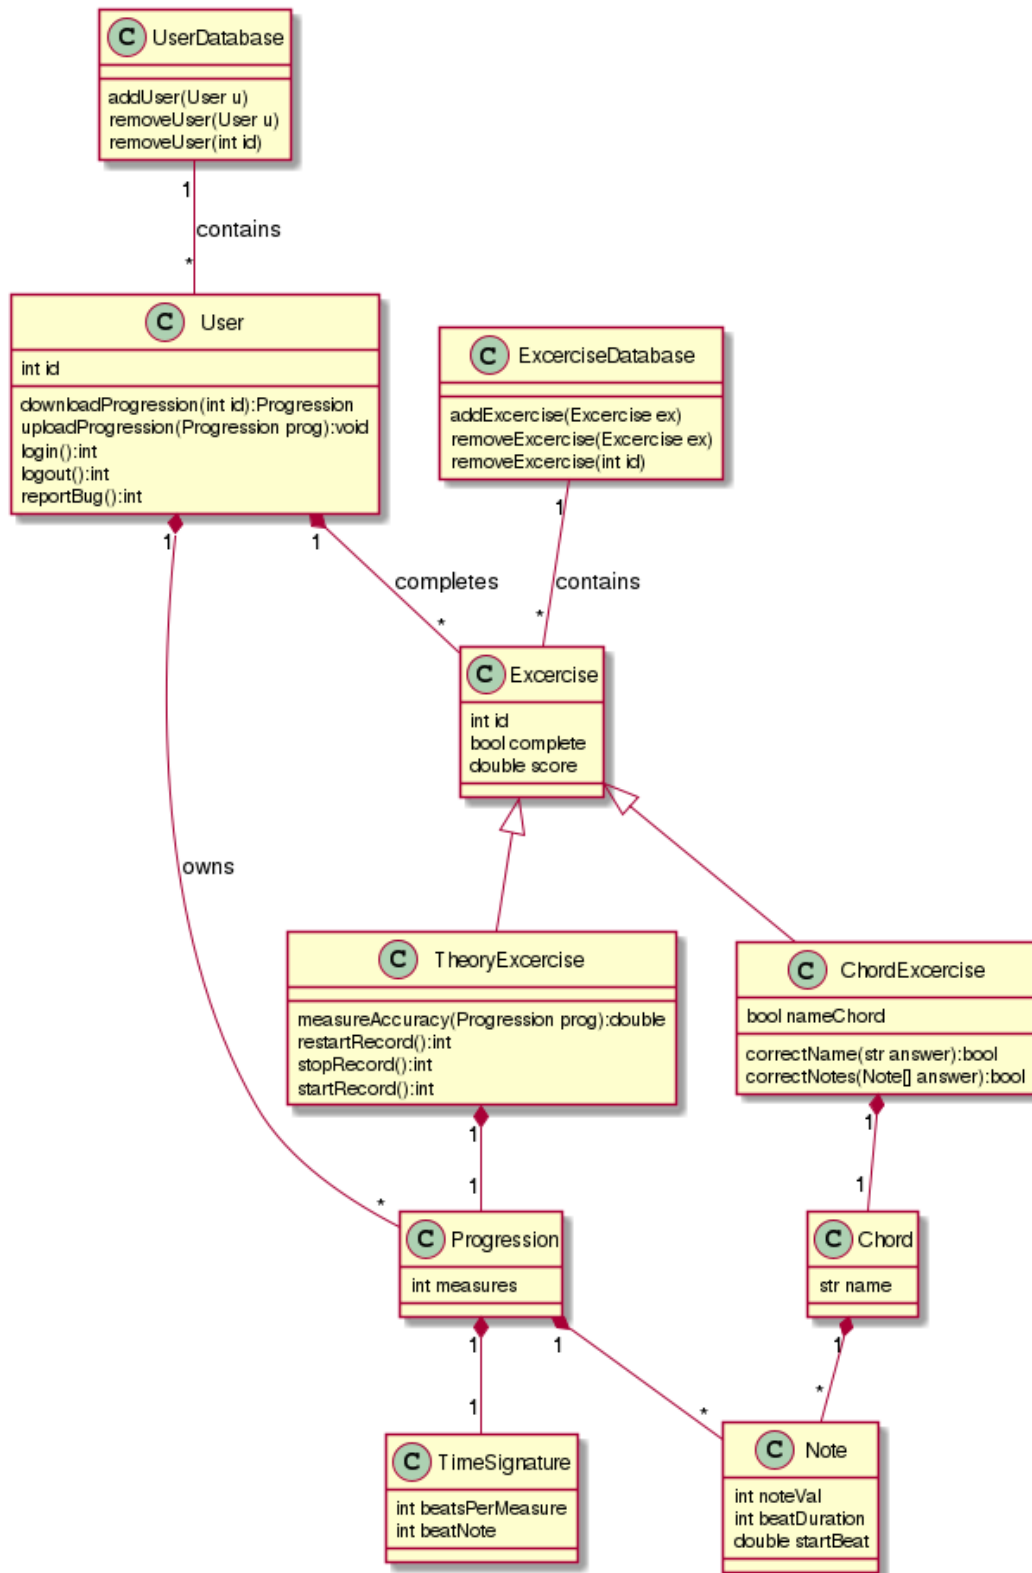 C UserDatabase
addUser(User u)
removeUser(User u)
removeUser(int id)
1
contains
*
C User
int id
downloadProgression(int id):Progression
uploadProgression(Progression prog):void
login():int
logout():int
reportBug():int
C ExcerciseDatabase
addExcercise(Excercise ex)
removeExcercise(Excercise ex)
removeExcercise(int id)
1
1
1
completes
contains
*
*
C Excercise
int id
bool complete
double score
owns
C TheoryExcercise
measureAccuracy(Progression prog):double
restartRecord():int
stopRecord():int
startRecord():int
C ChordExcercise
bool nameChord
correctName(str answer):bool
correctNotes(Note[] answer):bool
1
1
*
1
1
C Progression
int measures
C Chord
str name
1
1
1
1
*
*
C TimeSignature
int beatsPerMeasure
int beatNote
C Note
int noteVal
int beatDuration
double startBeat